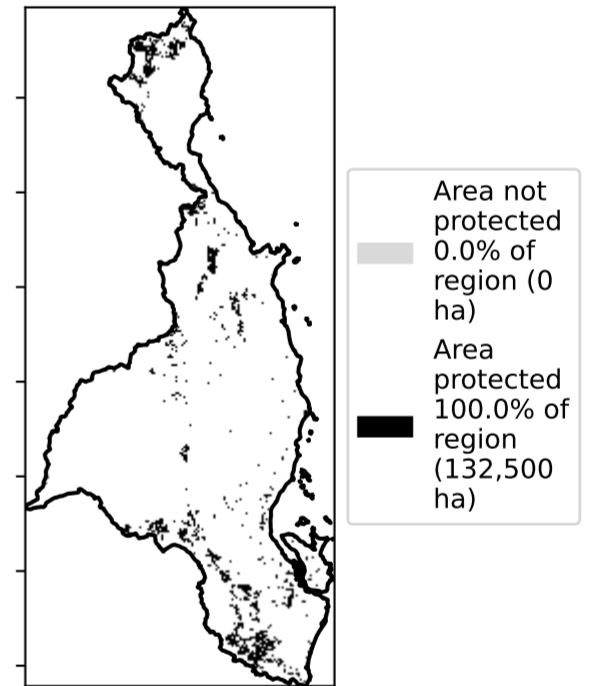 Area not
protected
0.0% of
region (0
ha)
Area
protected
100.0% of
region
(132,500
ha)